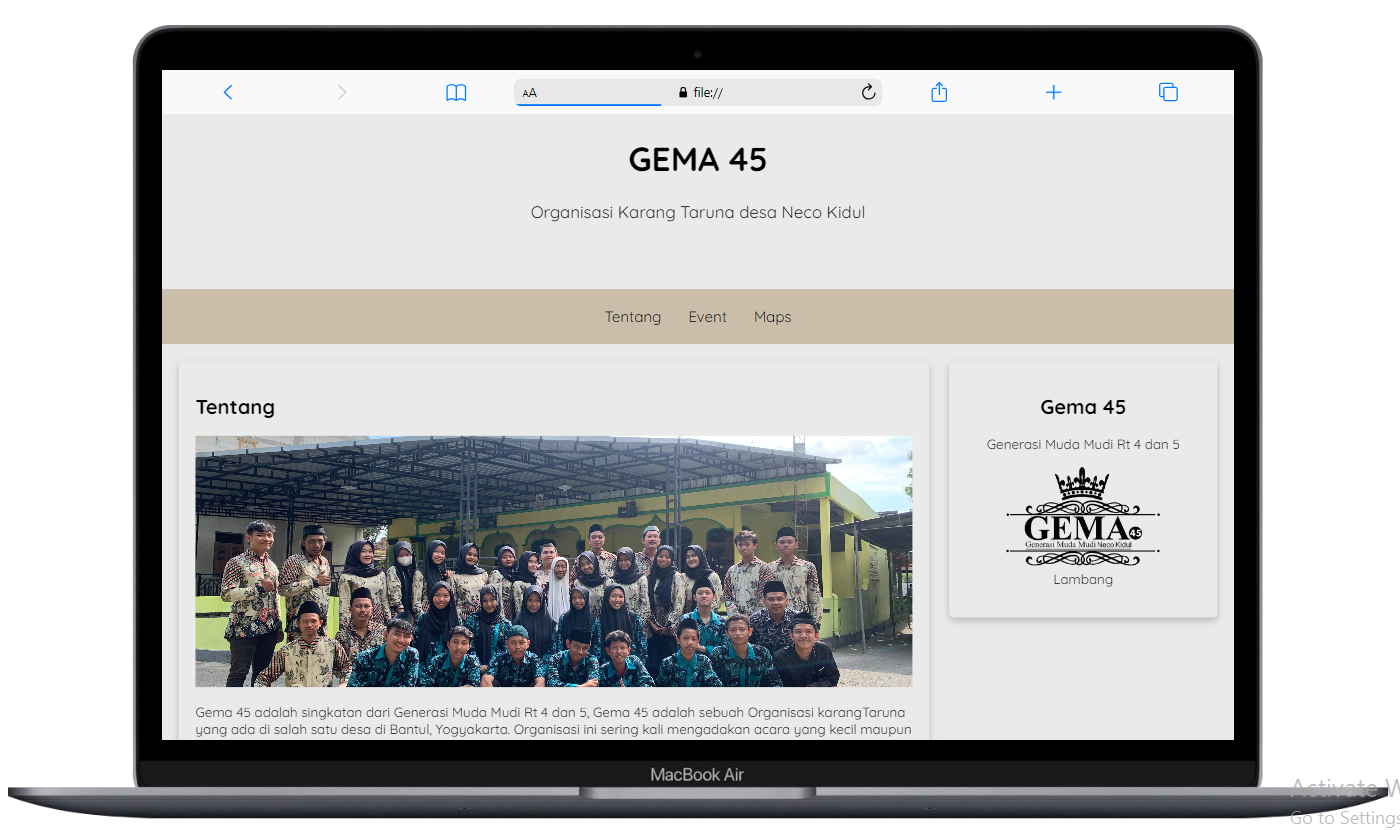 AA file://
GEMA 45
Organisasi Karang Taruna desa Neco Kidul
Tentang Event Maps
Tentang
Gema 45 adalah singkatan dari Generasi Muda Mudi Rt 4 dan 5, Gema 45 adalah sebuah Organisasi karangTaruna
yang ada di salah satu desa di Bantul, Yogyakarta. Organisasi ini sering kali mengadakan acara yang kecil maupun
Gema 45
Generasi Muda Mudi Rt 4 dan 5
GEMA 45
Generasi Muda Mudi Neco Kidul
Lambang
MacBook Air
Activate W
Go to Settings